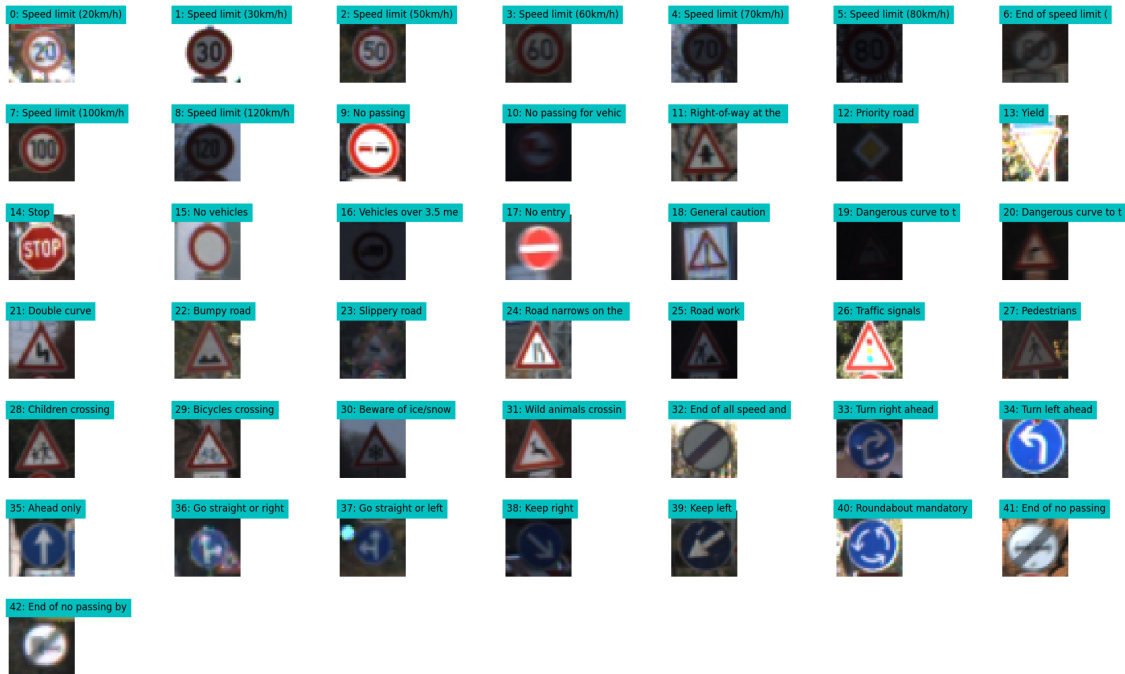 0: Speed limit (20km/h)
1: Speed limit (30km/h)
2: Speed limit (50km/h)
3: Speed limit (60km/h)
4: Speed limit (70km/h)
5: Speed limit (80km/h)
6: End of speed limit (
20
30
50
60
70
80
80
7: Speed limit (100km/h
8: Speed limit (120km/h
9: No passing
10: No passing for vehic
11: Right-of-way at the
12: Priority road
13: Yield
100
120
14: Stop
15: No vehicles
16: Vehicles over 3.5 me
17: No entry
18: General caution
19: Dangerous curve to t
20: Dangerous curve to t
STOP
21: Double curve
22: Bumpy road
23: Slippery road
24: Road narrows on the
25: Road work
26: Traffic signals
27: Pedestrians
28: Children crossing
29: Bicycles crossing
30: Beware of ice/snow
31: Wild animals crossin
32: End of all speed and
33: Turn right ahead
34: Turn left ahead
35: Ahead only
36: Go straight or right
37: Go straight or left
38: Keep right
39: Keep left
40: Roundabout mandatory
41: End of no passing
42: End of no passing by